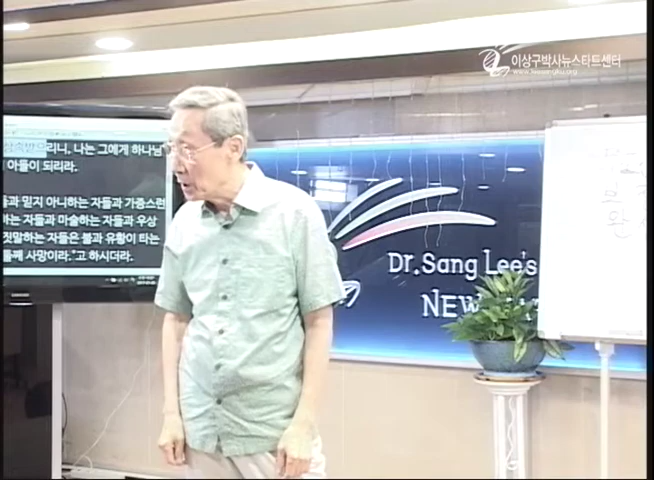 이상구박사뉴스타트센터
www.leesangku.org
상속받으리니, 나는 그에게 하나님
아들이 되리라.
과 믿지 아니하는 자들과 가증스런
하는 자들과 마술하는 자들과 우상
짓말하는 자들은 불과 유황이 타는
둘째 사망이라."고 하시더라.
Dr.Sang Lee's
NEW